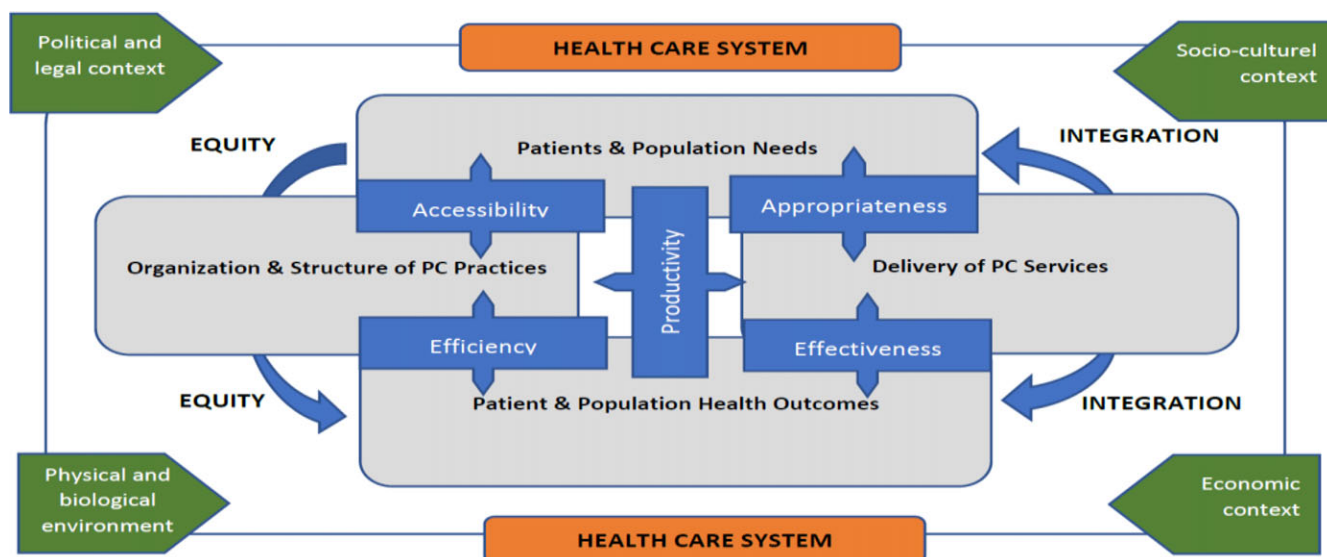 Political and
legal context
HEALTH CARE SYSTEM
Socio-culturel
context
EQUITY
INTEGRATION
Patients & Population Needs
Accessibility
Appropriateness
Productivity
Organization & Structure of PC Practices
Delivery of PC Services
Efficiency
Effectiveness
EQUITY
Patient & Population Health Outcomes
INTEGRATION
Physical and
biological
environment
Economic
context
HEALTH CARE SYSTEM